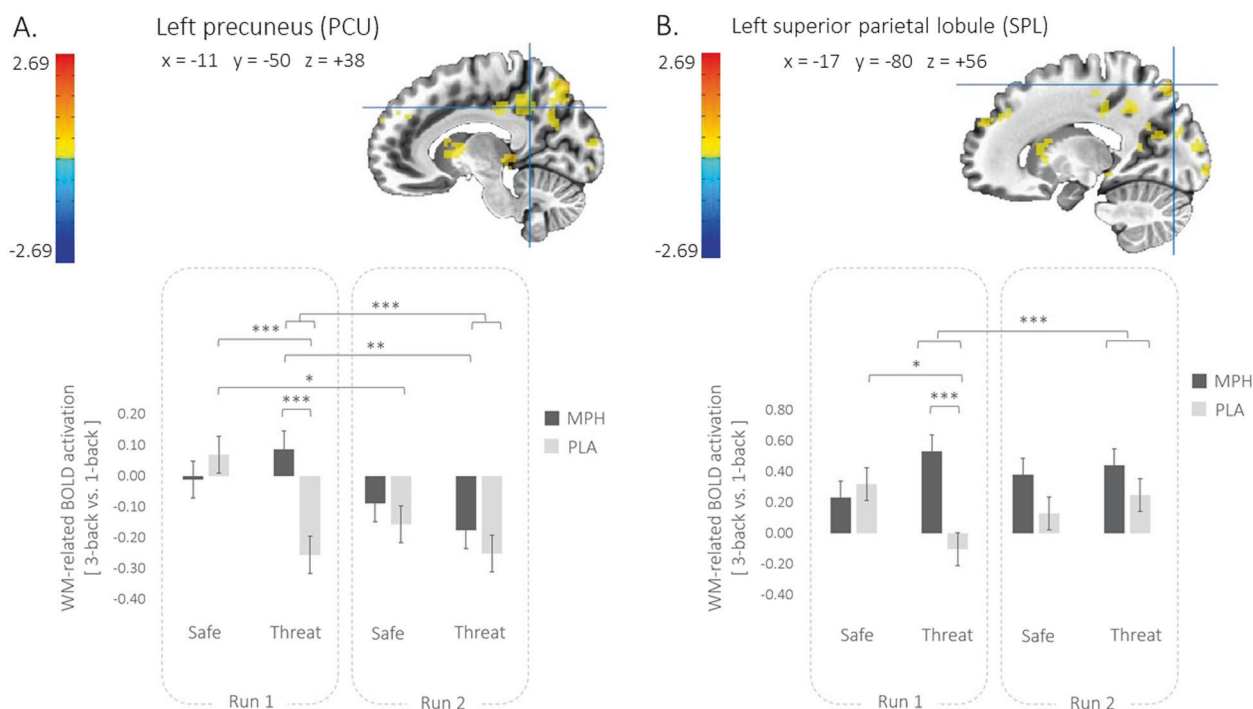 A.
Left precuneus (PCU)
x = -11 y = -50 z = +38
2.69
-2.69
***
***
**
*
***
WM-related BOLD activation
[ 3-back vs. 1-back ]
0.20
0.10
0.00
-0.10
-0.20
-0.30
-0.40
MPH
PLA
Safe
Threat
Safe
Threat
Run 1
Run 2
B.
Left superior parietal lobule (SPL)
x = -17 y = -80 z = +56
2.69
-2.69
***
*
***
WM-related BOLD activation
[ 3-back vs. 1-back ]
0.80
0.60
0.40
0.20
0.00
-0.20
-0.40
MPH
PLA
Safe
Threat
Safe
Threat
Run 1
Run 2